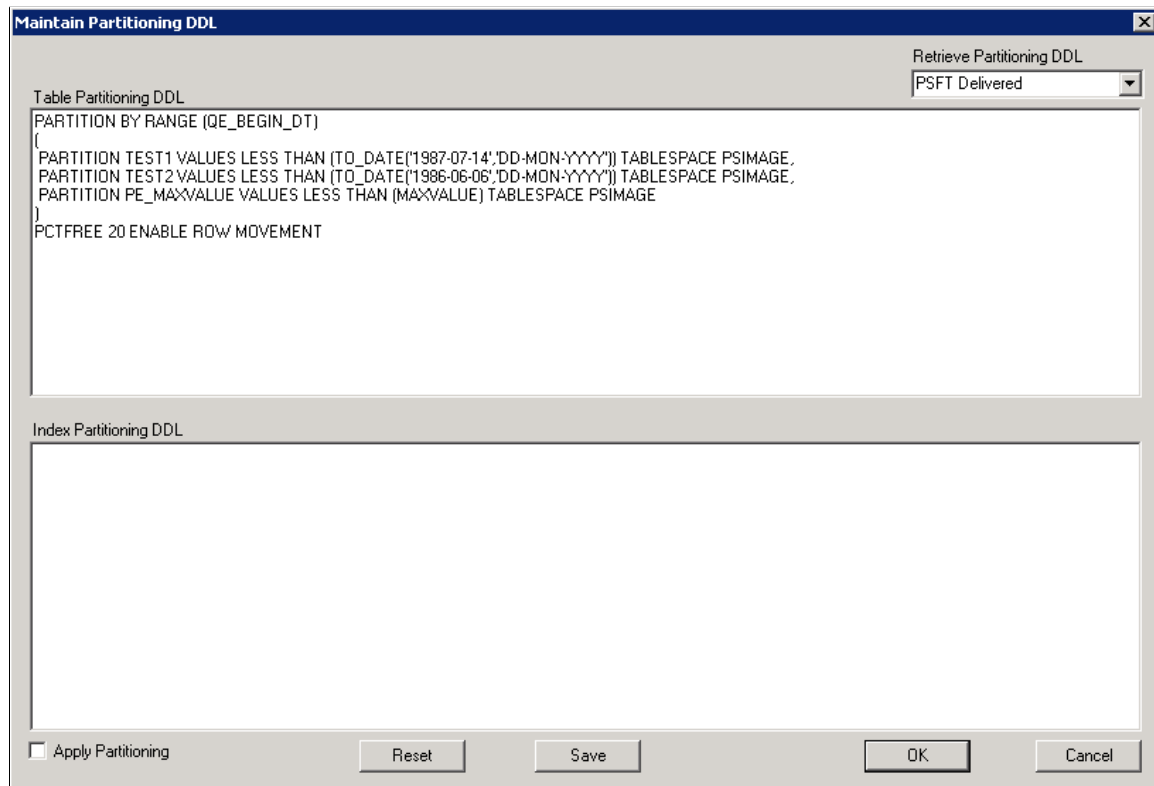 Maintain Partitioning DDL
Retrieve Partitioning DDL
PSFT Delivered
Table Partitioning DDL
PARTITION BY RANGE (QE_BEGIN_DT)
(
PARTITION TEST1 VALUES LESS THAN (TO_DATE('1987-07-14','DD-MON-YYYY')) TABLESPACE PSIMAGE,
PARTITION TEST2 VALUES LESS THAN (TO_DATE('1986-06-06','DD-MON-YYYY')) TABLESPACE PSIMAGE,
PARTITION PE_MAXVALUE VALUES LESS THAN (MAXVALUE) TABLESPACE PSIMAGE
)
PCTFREE 20 ENABLE ROW MOVEMENT
Index Partitioning DDL
Apply Partitioning
Reset
Save
OK
Cancel